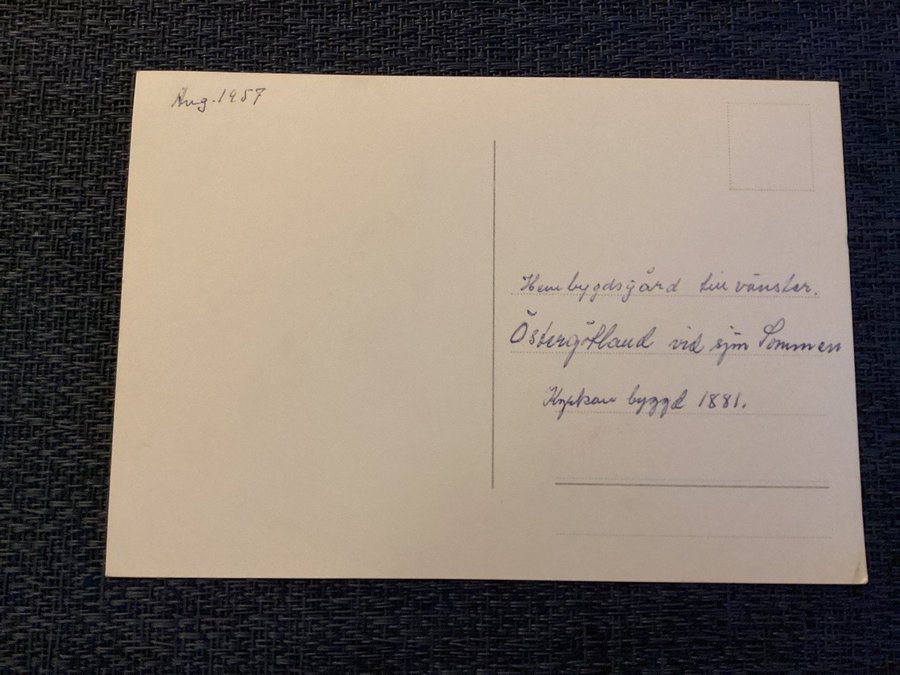 Aug. 1957
Hembygdsgård till vänster.
Östergötland vid sjön Sommen
Kyrkan byggd 1881.